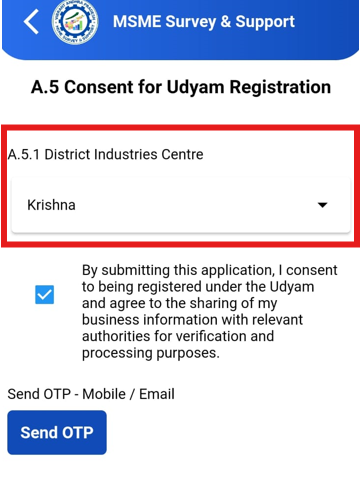 MSME Survey & Support
A.5 Consent for Udyam Registration
A.5.1 District Industries Centre
Krishna
By submitting this application, I consent
to being registered under the Udyam
and agree to the sharing of my
business information with relevant
authorities for verification and
processing purposes.
Send OTP - Mobile / Email
Send OTP